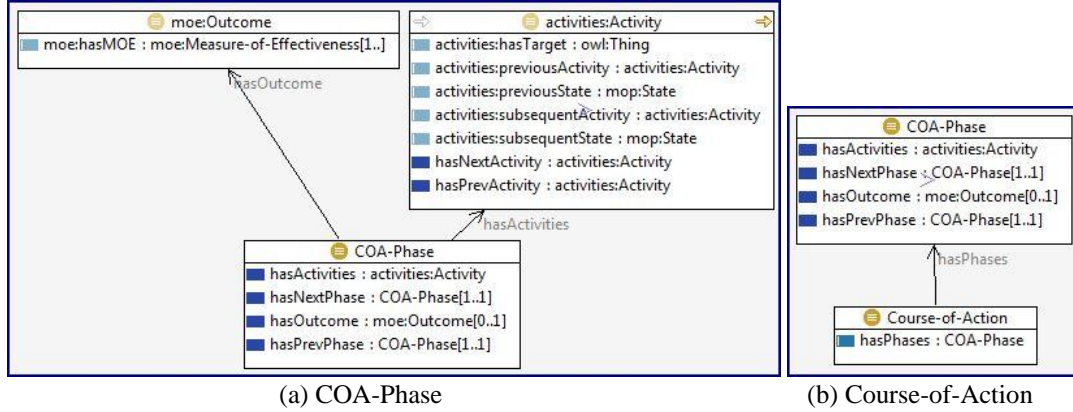 moe:Outcome
moe:hasMOE : moe:Measure-of-Effectiveness[1..]
hasOutcome
activities:Activity
activities:hasTarget : owl:Thing
activities:previousActivity : activities:Activity
activities:previousState : mop:State
activities:subsequentActivity : activities:Activity
activities:subsequentState : mop:State
hasNextActivity : activities:Activity
hasPrevActivity : activities:Activity
hasActivities
COA-Phase
hasActivities : activities:Activity
hasNextPhase : COA-Phase[1..1]
hasOutcome : moe:Outcome[0..1]
hasPrevPhase : COA-Phase[1..1]
COA-Phase
hasActivities : activities:Activity
hasNextPhase : COA-Phase[1..1]
hasOutcome : moe:Outcome[0..1]
hasPrevPhase : COA-Phase[1..1]
hasPhases
Course-of-Action
hasPhases : COA-Phase
(a) COA-Phase
(b) Course-of-Action